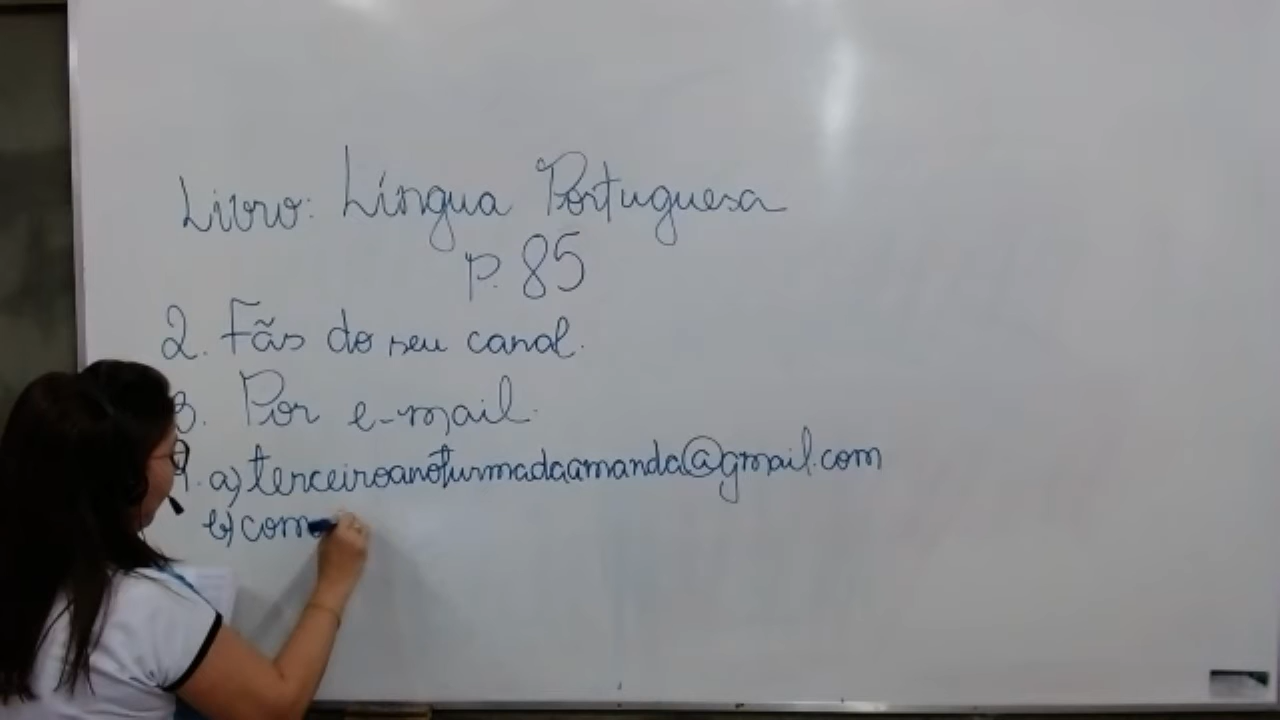 Livro: Língua Portuguesa
p. 85
2. Fãs do seu canal.
3. Por e-mail.
4. a) terceiroanoturmadaamanda@gmail.com
b) com